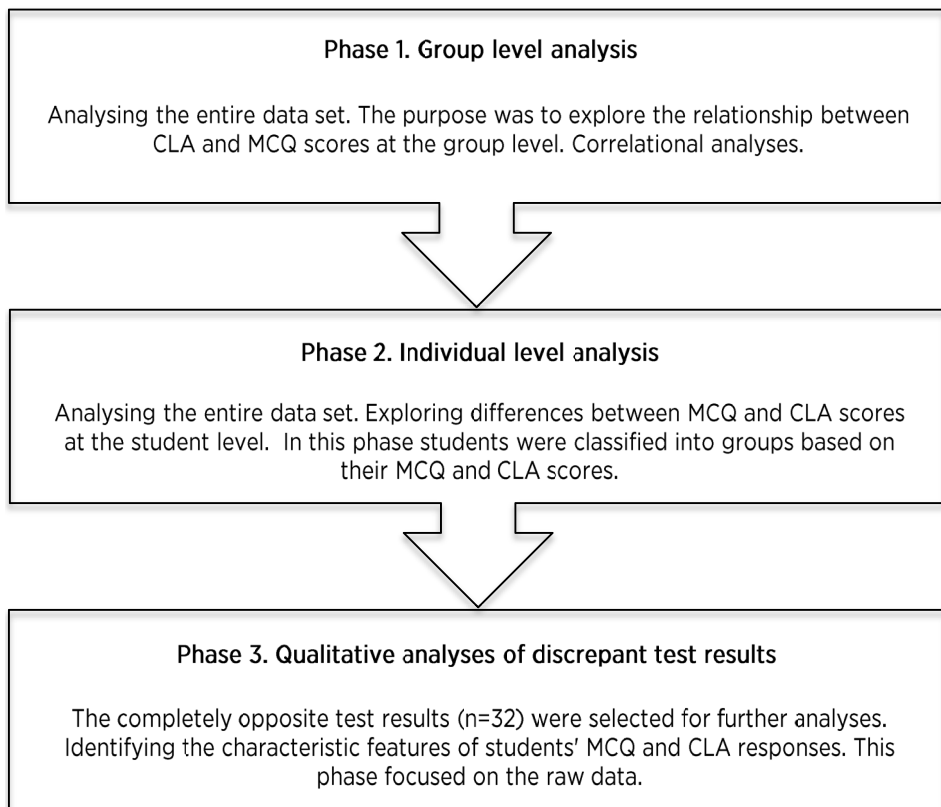 Phase 1. Group level analysis
Analysing the entire data set. The purpose was to explore the relationship between
CLA and MCQ scores at the group level. Correlational analyses.
Phase 2. Individual level analysis
Analysing the entire data set. Exploring differences between MCQ and CLA scores
at the student level.  In this phase students were classified into groups based on
their MCQ and CLA scores.
Phase 3. Qualitative analyses of discrepant test results
The completely opposite test results (n=32) were selected for further analyses.
Identifying the characteristic features of students' MCQ and CLA responses. This
phase focused on the raw data.